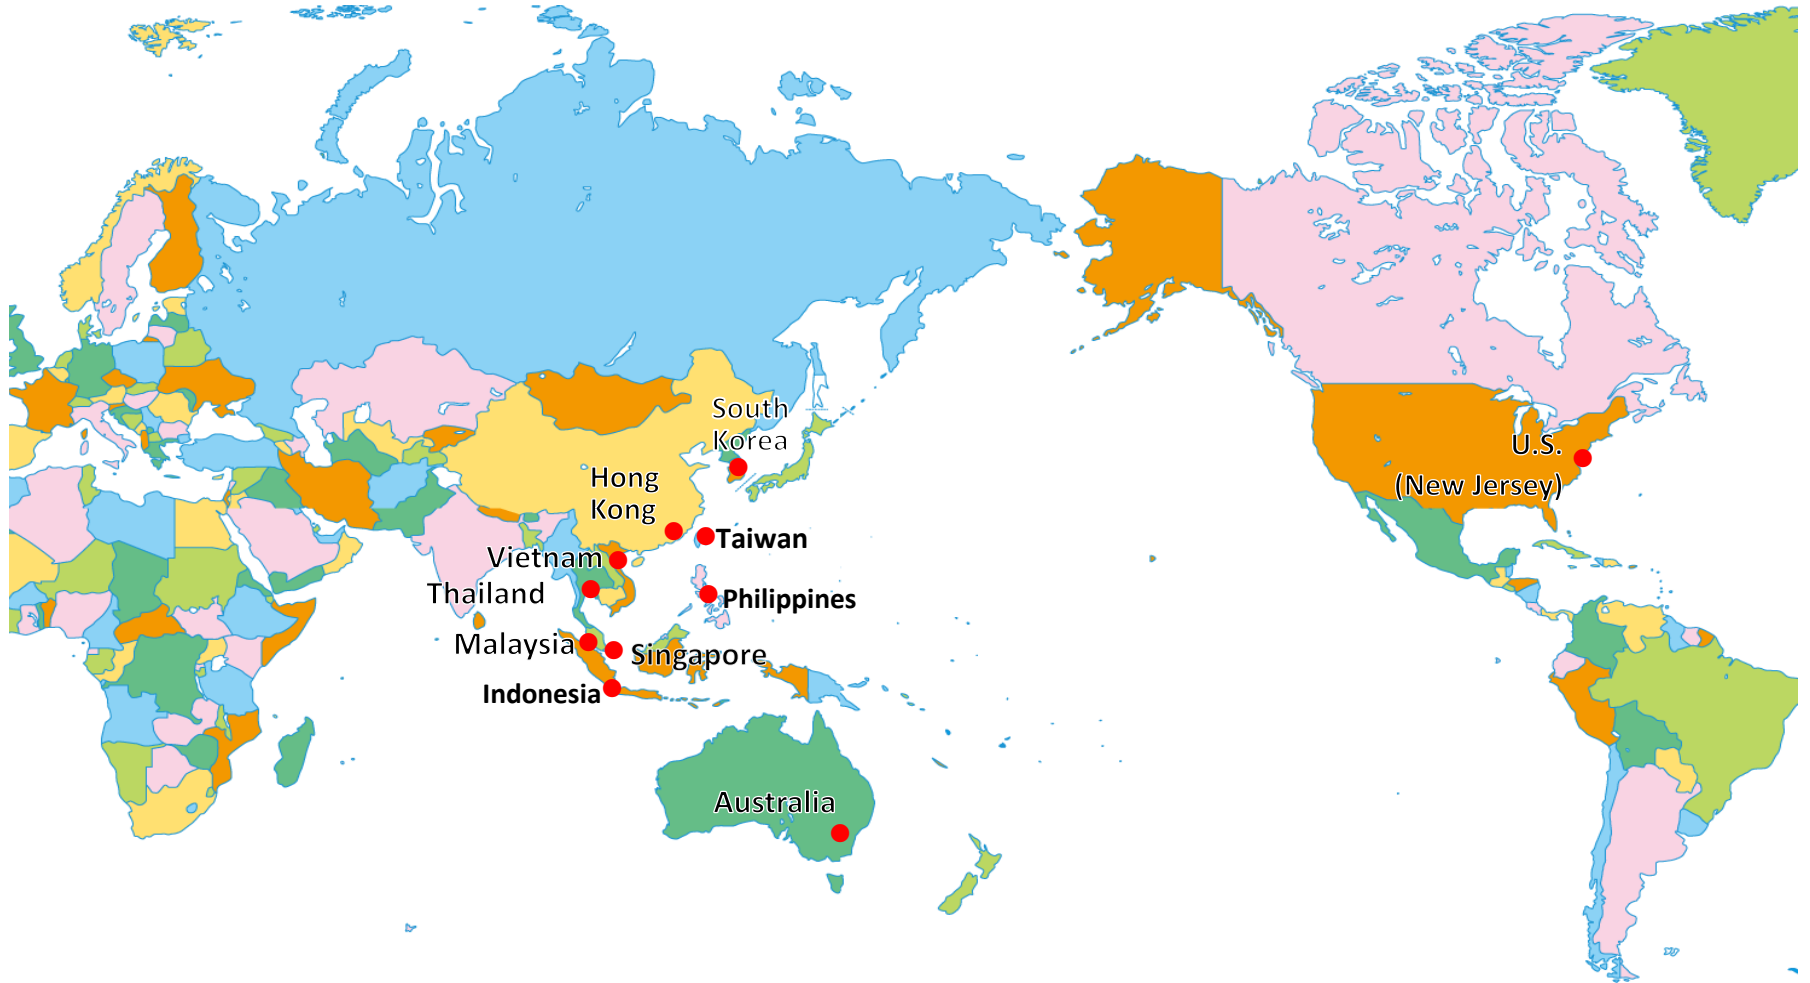 South
Korea
U.S.
Hong
Kong
(New Jersey)
Taiwan
Vietnam
Thailand
Philippines
Malaysia
Singapore
Indonesia
Australia